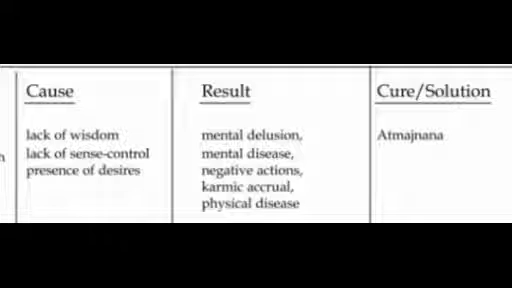 Cause Result Cure/Solution
lack of wisdom mental delusion, Atmajnana
lack of sense-control mental disease,
presence of desires negative actions,
karmic accrual,
physical disease